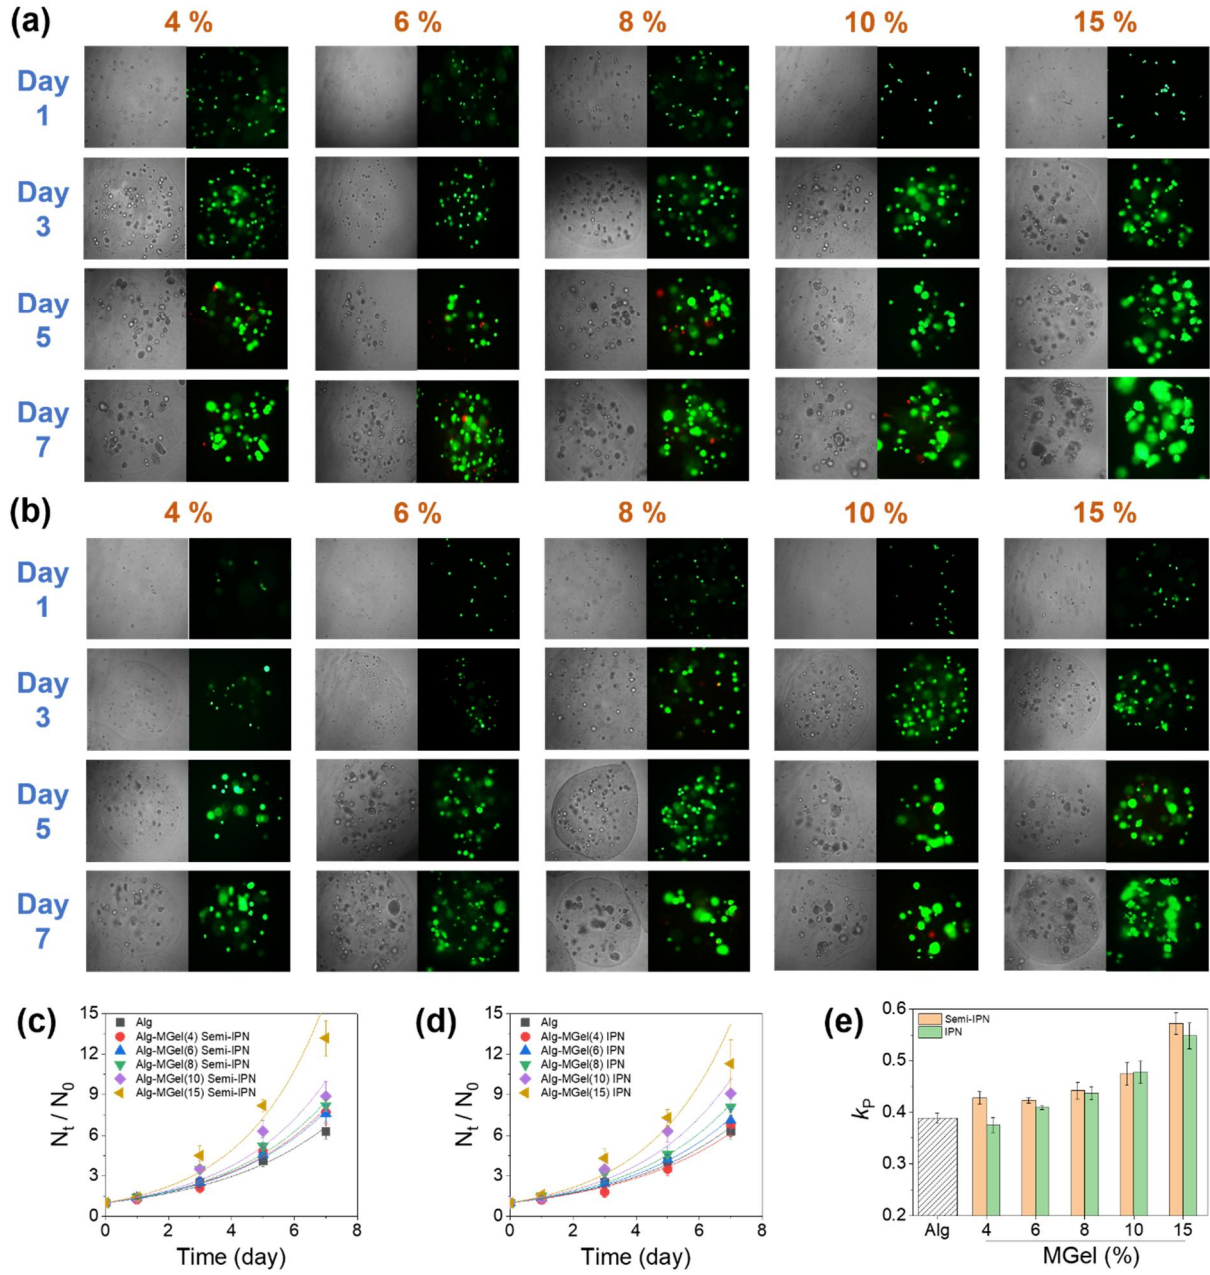 (a)
4 % 6 % 8 % 10 % 15 %
Day
1
Day
3
Day
5
Day
7
(b)
4 % 6 % 8 % 10 % 15 %
Day
1
Day
3
Day
5
Day
7
(c)
15
12
9
6
3
0
N_t / N_0
Alg
Alg-MGel(4) Semi-IPN
Alg-MGel(6) Semi-IPN
Alg-MGel(8) Semi-IPN
Alg-MGel(10) Semi-IPN
Alg-MGel(15) Semi-IPN
0 2 4 6 8
Time (day)
(d)
15
12
9
6
3
0
N_t / N_0
Alg
Alg-MGel(4) IPN
Alg-MGel(6) IPN
Alg-MGel(8) IPN
Alg-MGel(10) IPN
Alg-MGel(15) IPN
0 2 4 6 8
Time (day)
(e)
0.6
0.5
0.4
0.3
0.2
k_P
Semi-IPN
IPN
Alg 4 6 8 10 15
MGel (%)